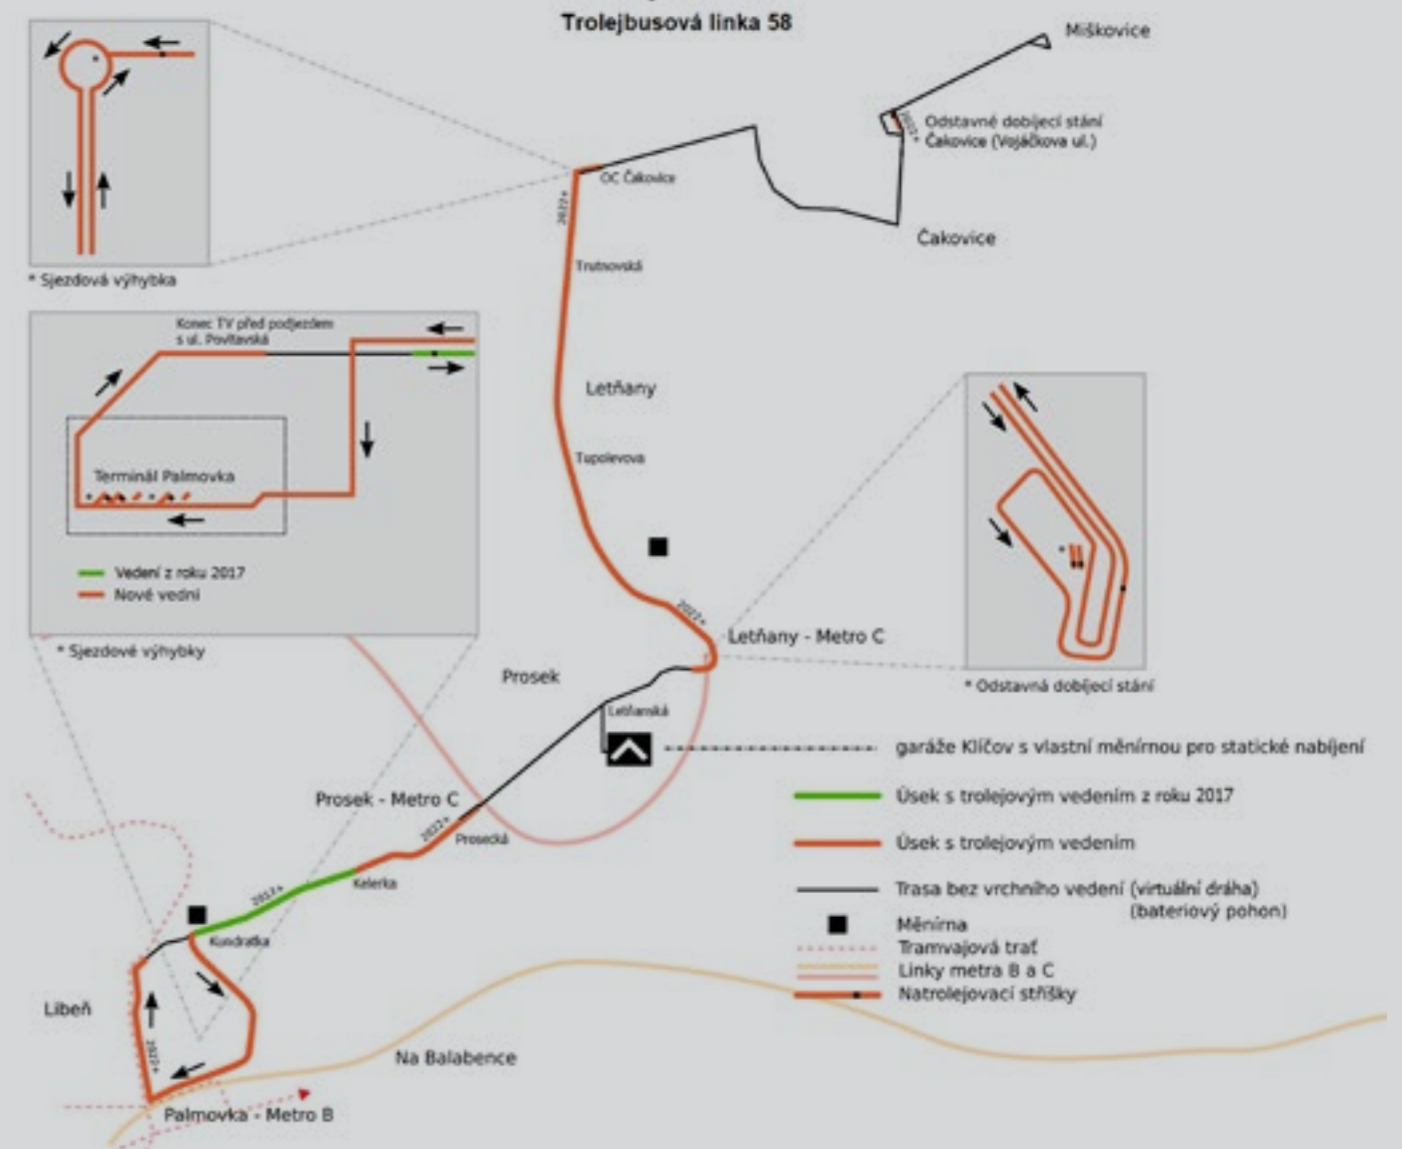 Trolejbusová linka 58
Miškovice
Odstavné dobíjecí stání
Čakovice (Vojáčkova ul.)
2022+
OC Čakovice
2022+
Čakovice
* Sjezdová výhybka
Trutnovská
Konec TV před podjezdem
s ul. Povltavská
Letňany
Terminál Palmovka
Tupolevova
Vedení z roku 2017
Nové vedni
2022+
Letňany - Metro C
* Sjezdové výhybky
Prosek
* Odstavná dobíjecí stání
Letňanská
garáže Klíčov s vlastní měnírnou pro statické nabíjení
Prosek - Metro C
Úsek s trolejovým vedením z roku 2017
2022+
Prosecká
Úsek s trolejovým vedením
Kelerka
2017+
Trasa bez vrchního vedení (virtuální dráha)
(bateriový pohon)
Měnírna
Kundratka
Tramvajová trať
Linky metra B a C
Natrolejovací stříšky
Libeň
2022+
Na Balabence
Palmovka - Metro B